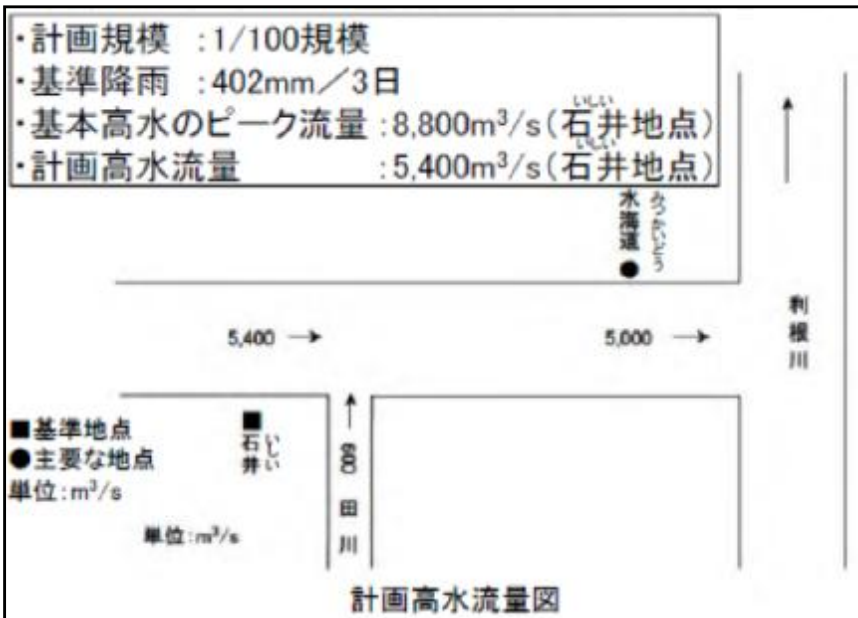 ・計画規模 :1/100規模
・基準降雨 :402mm/3日
・基本高水のピーク流量:8,800m³/s(石井地点)
いしい
・計画高水流量 :5,400m³/s(石井地点)
いしい
水海道
みつかいどう
利根川
5,400
5,000
■基準地点
●主要な地点
単位:m³/s
石井
いしい
600
田川
単位:m³/s
計画高水流量図